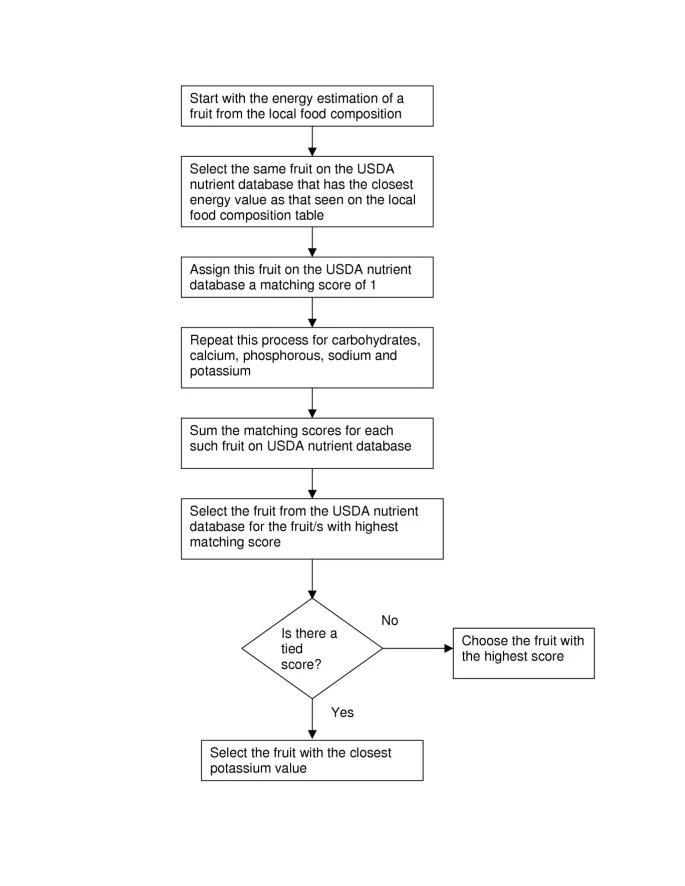 Start with the energy estimation of a
fruit from the local food composition
Select the same fruit on the USDA
nutrient database that has the closest
energy value as that seen on the local
food composition table
Assign this fruit on the USDA nutrient
database a matching score of 1
Repeat this process for carbohydrates,
calcium, phosphorous, sodium and
potassium
Sum the matching scores for each
such fruit on USDA nutrient database
Select the fruit from the USDA nutrient
database for the fruit/s with highest
matching score
Is there a
tied
score?
No
Choose the fruit with
the highest score
Yes
Select the fruit with the closest
potassium value